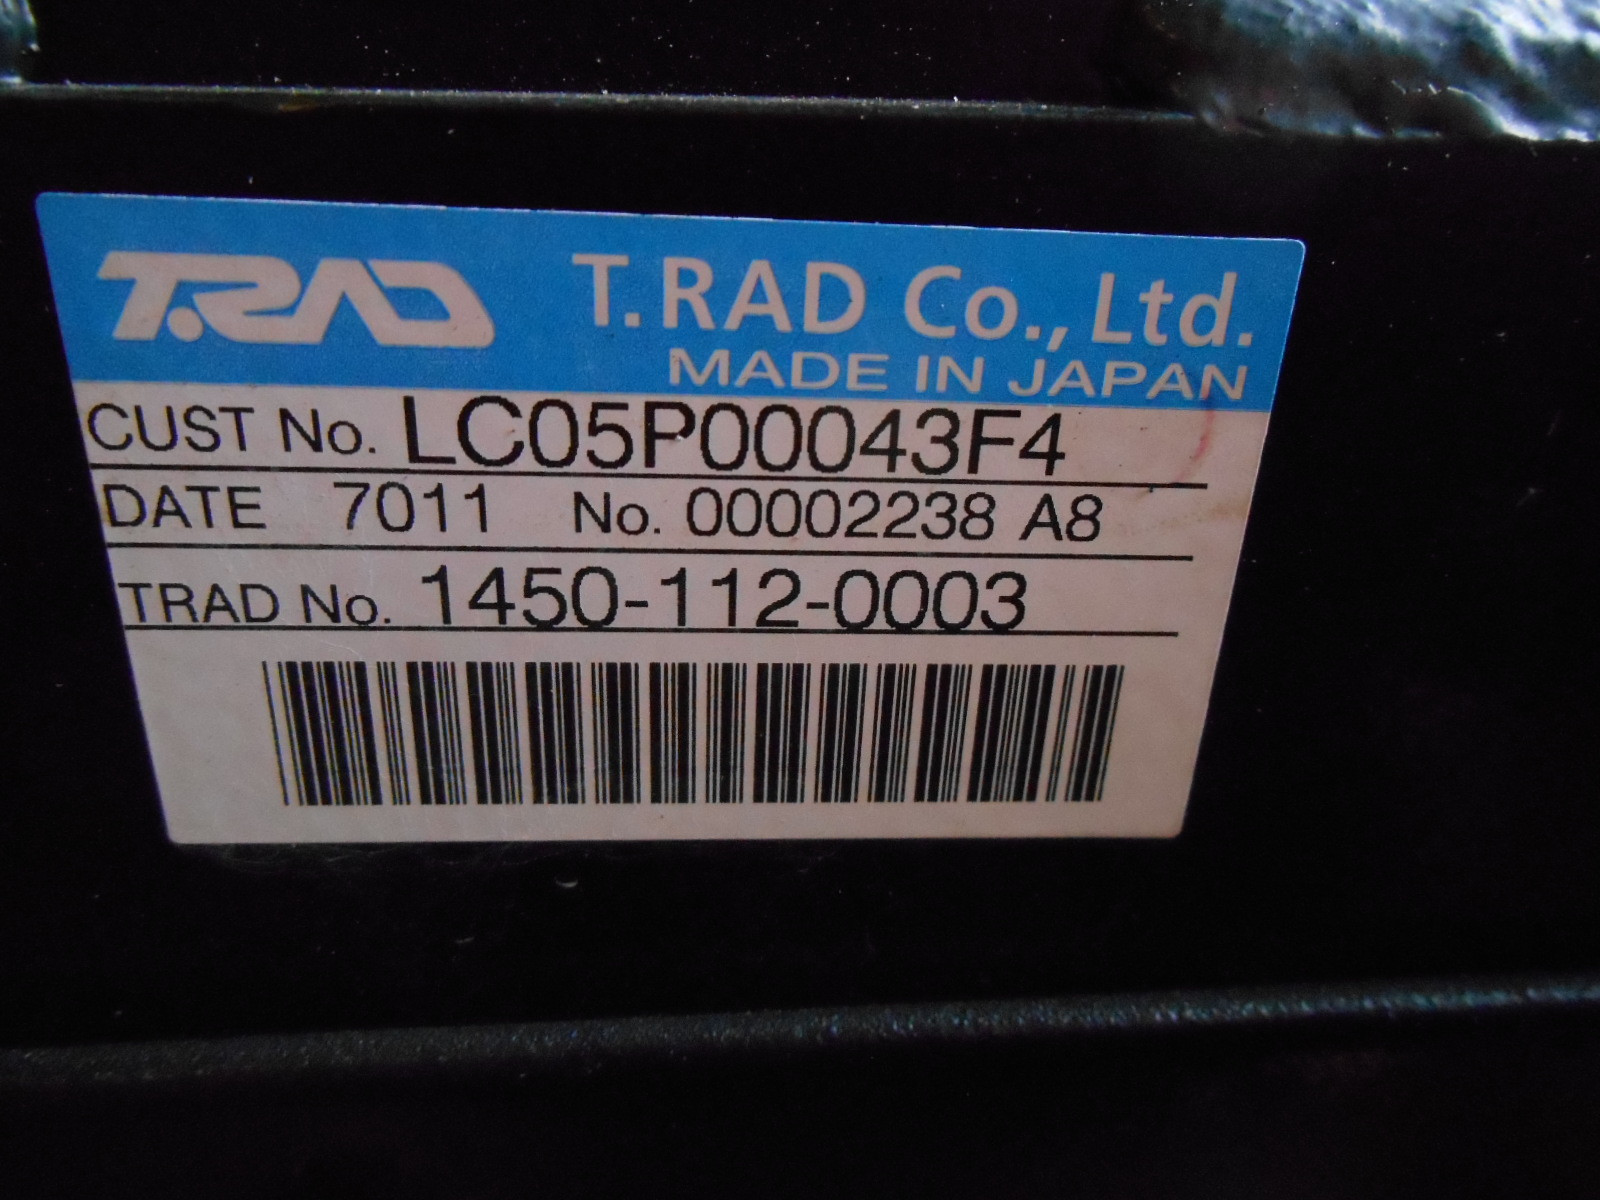 T.RAD T.RAD Co., Ltd.
MADE IN JAPAN
CUST No. LC05P00043F4
DATE 7011 No. 00002238 A8
TRAD No. 1450-112-0003